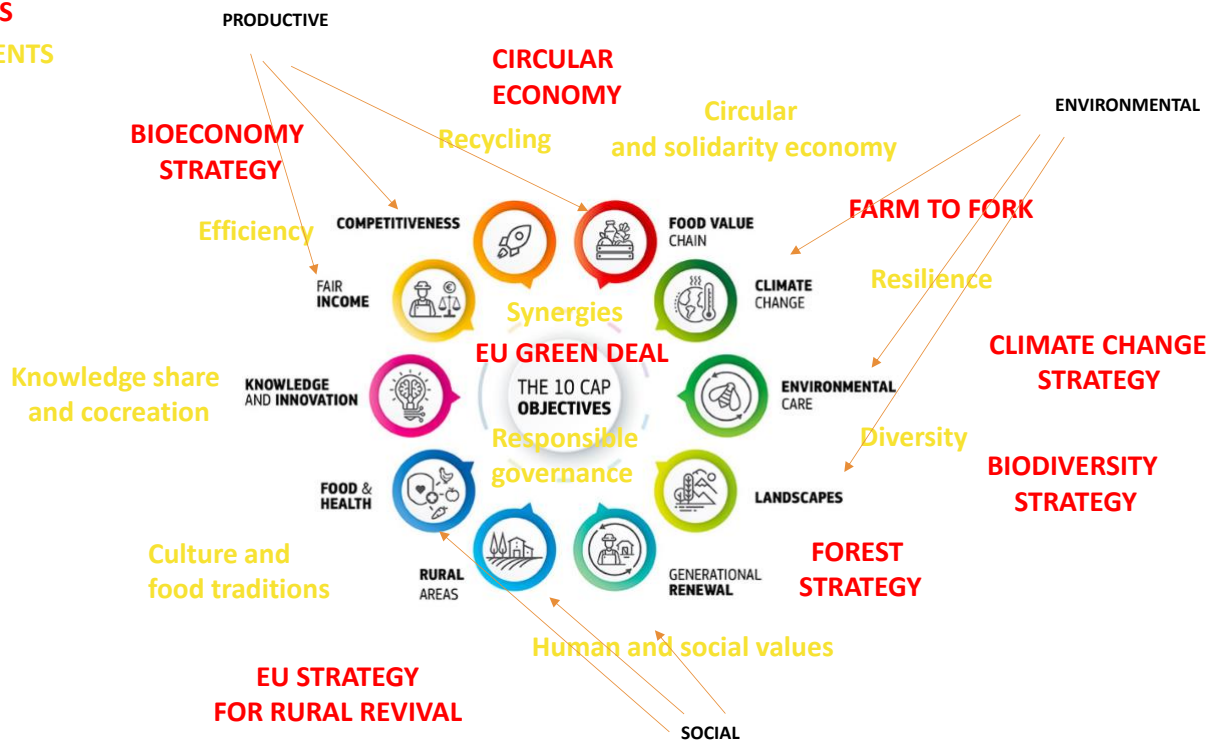 S
ENTS
PRODUCTIVE
CIRCULAR
ECONOMY
ENVIRONMENTAL
Circular
and solidarity economy
BIOECONOMY
STRATEGY
Recycling
FARM TO FORK
Efficiency
COMPETITIVENESS
FOOD VALUE
CHAIN
FAIR
INCOME
CLIMATE
CHANGE
Resilience
Synergies
EU GREEN DEAL
CLIMATE CHANGE
STRATEGY
Knowledge share
and cocreation
KNOWLEDGE
AND INNOVATION
THE 10 CAP
OBJECTIVES
ENVIRONMENTAL
CARE
Responsible
governance
Diversity
BIODIVERSITY
STRATEGY
FOOD &
HEALTH
LANDSCAPES
Culture and
food traditions
RURAL
AREAS
GENERATIONAL
RENEWAL
FOREST
STRATEGY
Human and social values
EU STRATEGY
FOR RURAL REVIVAL
SOCIAL